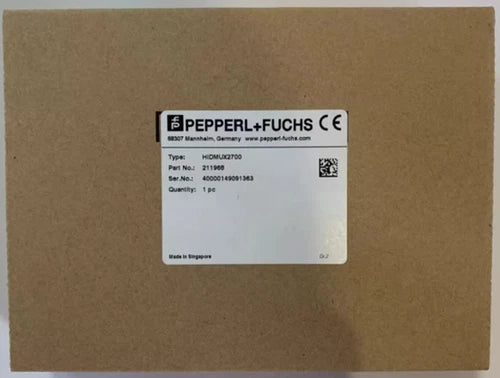 PEPPERL+FUCHS CE
68307 Mannheim, Germany www.pepperl-fuchs.com
Type: HIDMUX2700
Part No.: 211968
Ser.No.: 40000149091363
Quantity: 1 pc
Made in Singapore